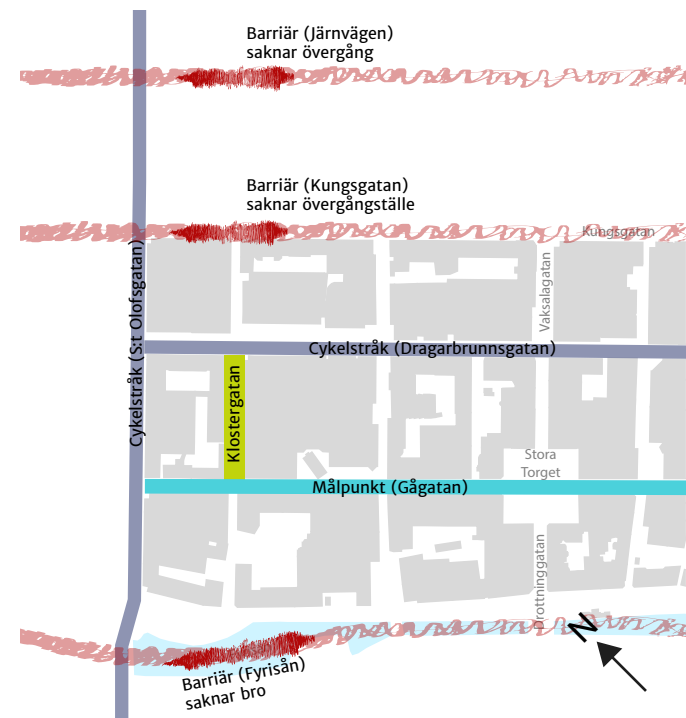 Barriär (Järnvägen)
saknar övergång
Barriär (Kungsgatan)
saknar övergångställe
Kungsgatan
Cykelstråk (S:t Olofsgatan)
Vaksalagatan
Cykelstråk (Dragarbrunnsgatan)
Klostergatan
Stora
Torget
Målpunkt (Gågatan)
Drottninggatan
N
Barriär (Fyrisån)
saknar bro